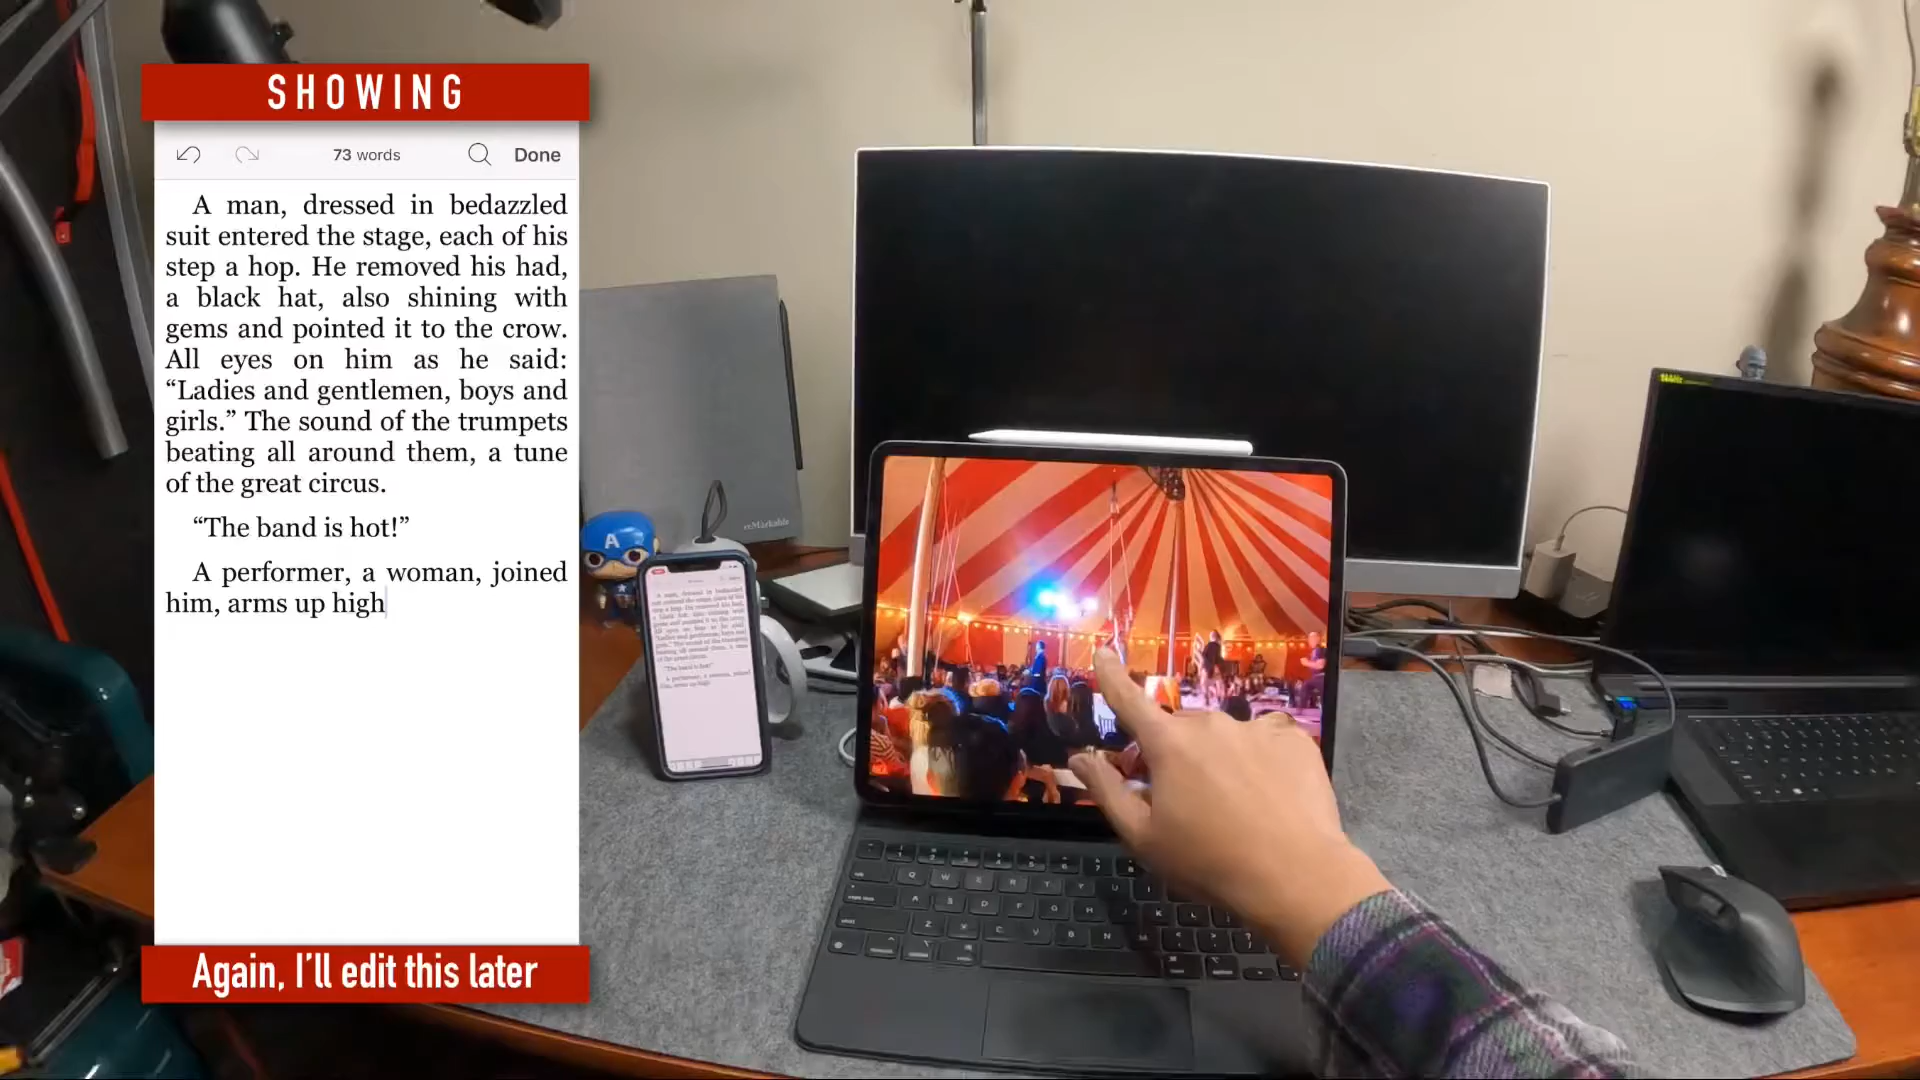 SHOWING
73 words
Done
A man, dressed in bedazzled
suit entered the stage, each of his
step a hop. He removed his had,
a black hat, also shining with
gems and pointed it to the crow.
All eyes on him as he said:
“Ladies and gentlemen, boys and
girls.” The sound of the trumpets
beating all around them, a tune
of the great circus.
“The band is hot!”
A performer, a woman, joined
him, arms up high
Again, I’ll edit this later
reMarkable
A